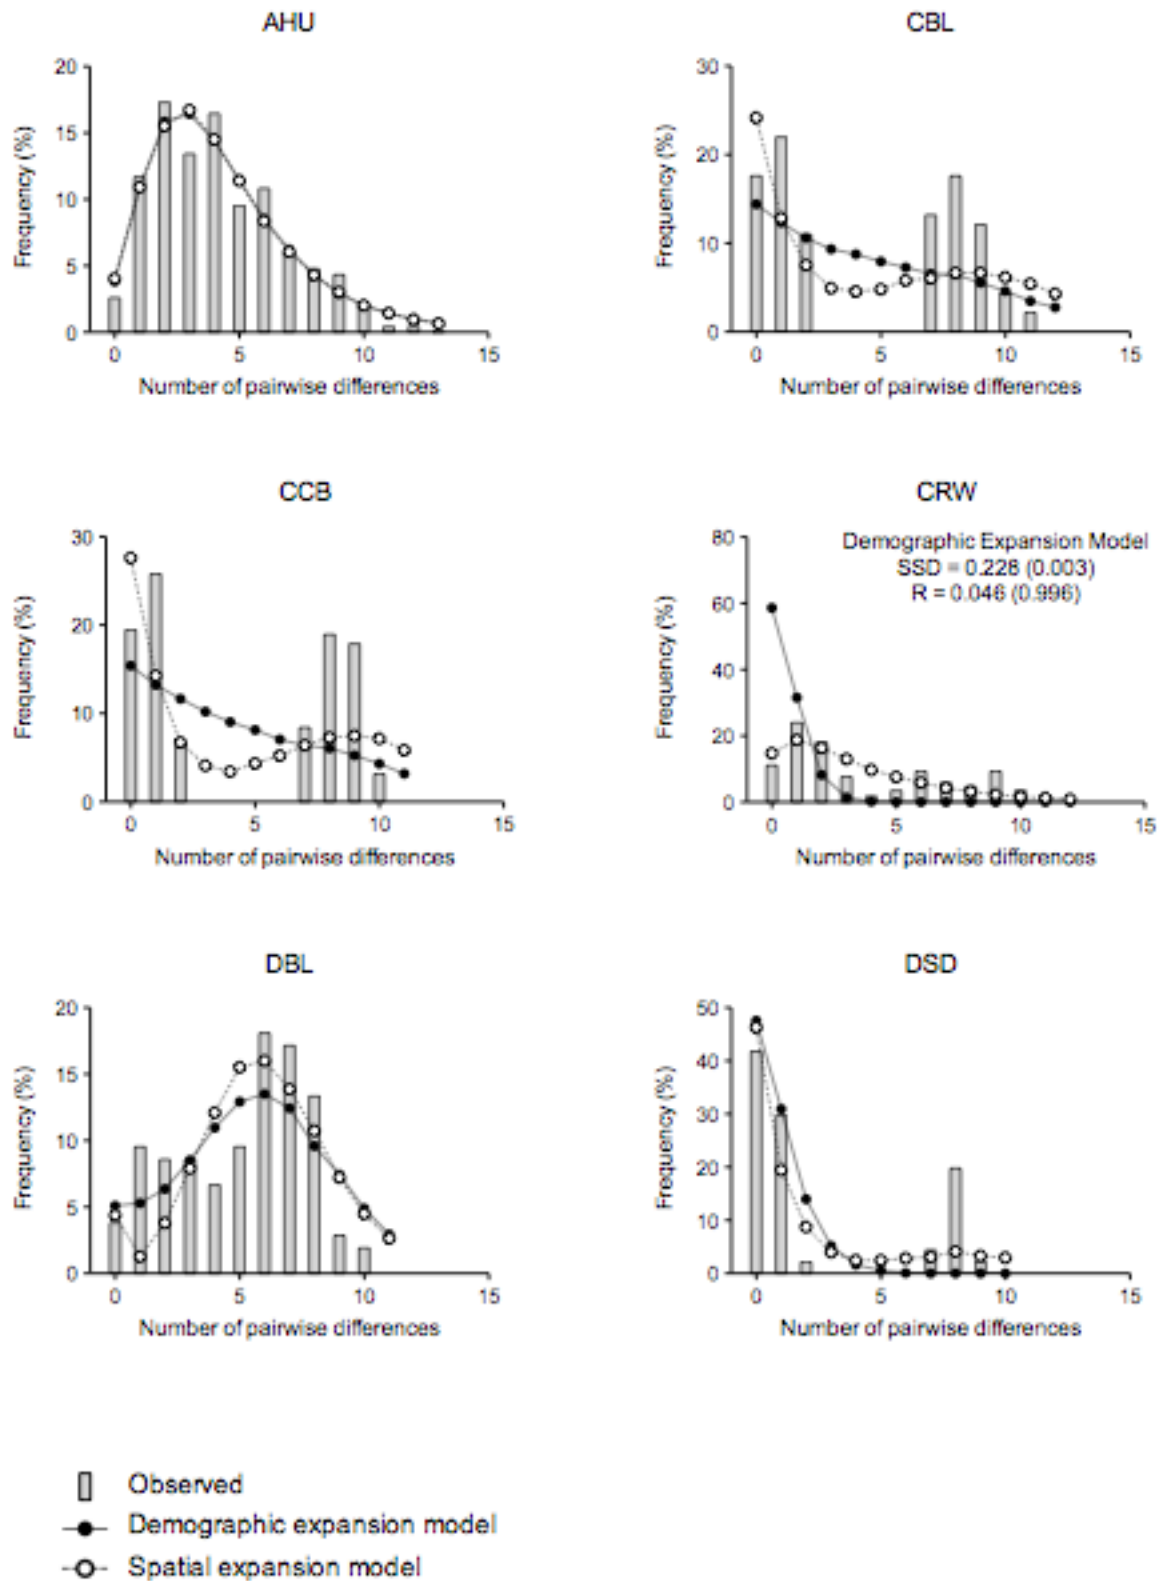 AHU
20
15
10
5
0
Frequency (%)
0 5 10 15
Number of pairwise differences
CBL
30
20
10
0
Frequency (%)
0 5 10 15
Number of pairwise differences
CCB
30
20
10
0
Frequency (%)
0 5 10 15
Number of pairwise differences
CRW
Demographic Expansion Model
SSD = 0.228 (0.003)
R = 0.046 (0.996)
80
60
40
20
0
Frequency (%)
0 5 10 15
Number of pairwise differences
DBL
20
15
10
5
0
Frequency (%)
0 5 10 15
Number of pairwise differences
DSD
50
40
30
20
10
0
Frequency (%)
0 5 10 15
Number of pairwise differences
Observed
Demographic expansion model
Spatial expansion model